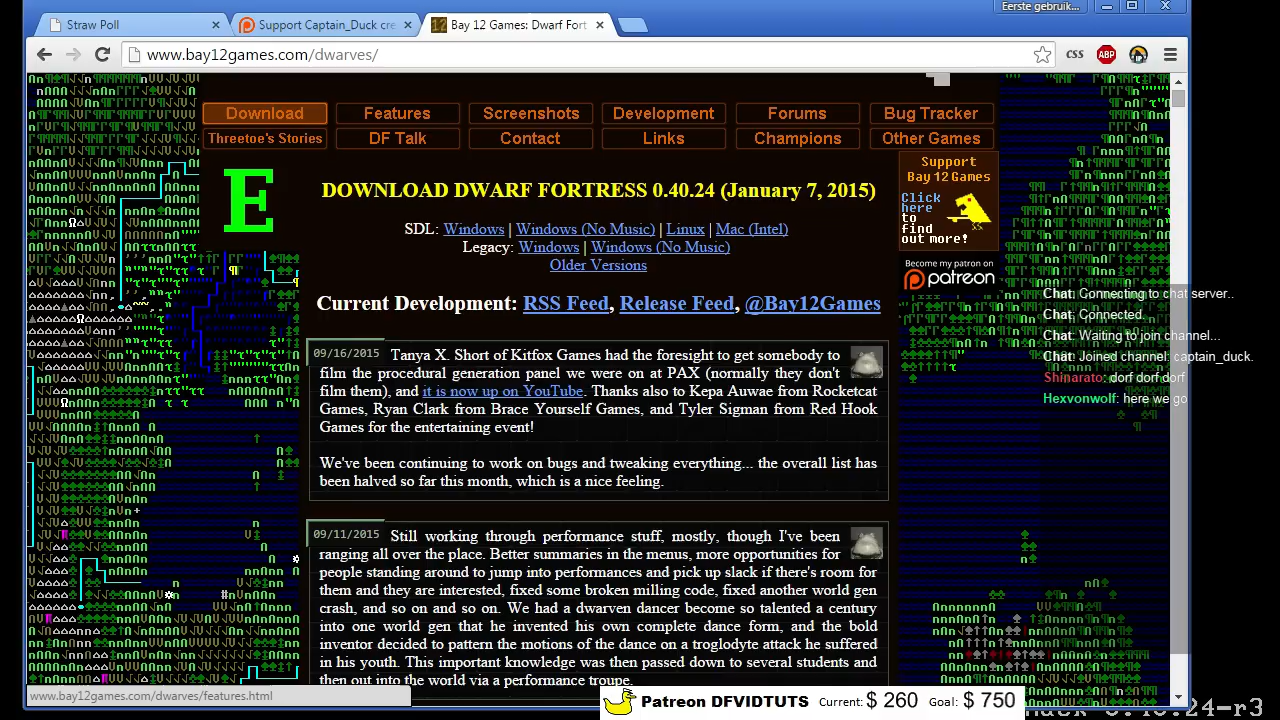 Eerste gebruik...
Straw Poll
Support Captain_Duck cre
Bay 12 Games: Dwarf Fort
www.bay12games.com/dwarves/
CSS
ABP
Download
Features
Screenshots
Development
Forums
Bug Tracker
Threetoe's Stories
DF Talk
Contact
Links
Champions
Other Games
E
DOWNLOAD DWARF FORTRESS 0.40.24 (January 7, 2015)
SDL: Windows | Windows (No Music) | Linux | Mac (Intel)
Legacy: Windows | Windows (No Music)
Older Versions
Support
Bay 12 Games
Click
here
to
find
out more!
Become my patron on
patreon
Current Development: RSS Feed, Release Feed, @Bay12Games
09/16/2015 Tanya X. Short of Kitfox Games had the foresight to get somebody to
film the procedural generation panel we were on at PAX (normally they don't
film them), and it is now up on YouTube. Thanks also to Kepa Auwae from Rocketcat
Games, Ryan Clark from Brace Yourself Games, and Tyler Sigman from Red Hook
Games for the entertaining event!
We've been continuing to work on bugs and tweaking everything... the overall list has
been halved so far this month, which is a nice feeling.
09/11/2015 Still working through performance stuff, mostly, though I've been
ranging all over the place. Better summaries in the menus, more opportunities for
people standing around to jump into performances and pick up slack if there's room for
them and they are interested, fixed some broken milling code, fixed another world gen
crash, and so on and so on. We had a dwarven dancer become so talented a century
into one world gen that he invented his own complete dance form, and the bold
inventor decided to pattern the motions of the dance on a troglodyte attack he suffered
in his youth. This important knowledge was then passed down to several students and
then out into the world via a performance troupe.
Chat: Connecting to chat server..
Chat: Connected.
Chat: Waiting to join channel...
Chat: Joined channel: captain_duck.
Shinarato: dorf dorf dorf
Hexvonwolf: here we go
www.bay12games.com/dwarves/features.html
Patreon DFVIDTUTS Current: $ 260 Goal: $ 750